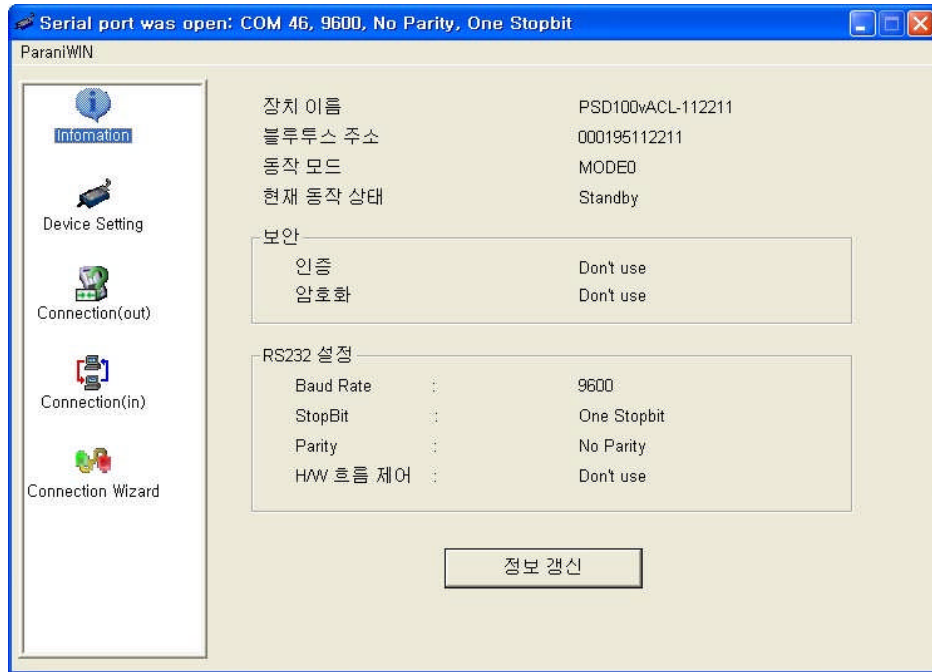 Serial port was open: COM 46, 9600, No Parity, One Stopbit
ParaniWIN
Infomation
Device Setting
Connection(out)
Connection(in)
Connection Wizard
장치 이름 PSD100vACL-112211
블루투스 주소 000195112211
동작 모드 MODE0
현재 동작 상태 Standby
보안
인증 Don't use
암호화 Don't use
RS232 설정
Baud Rate : 9600
StopBit : One Stopbit
Parity : No Parity
H/W 흐름 제어 : Don't use
정보 갱신